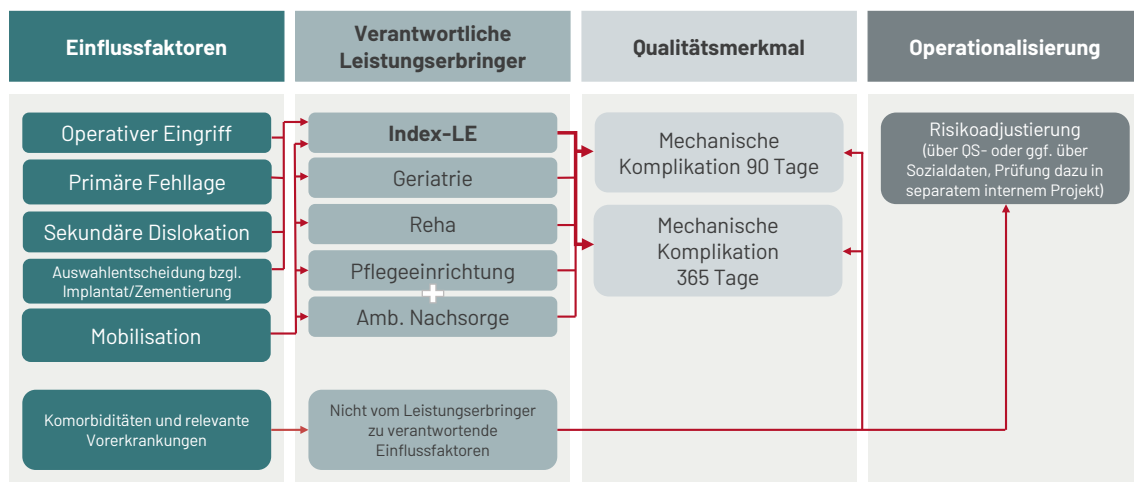 Einflussfaktoren
Verantwortliche
Leistungserbringer
Qualitätsmerkmal
Operationalisierung
Operativer Eingriff
Primäre Fehllage
Sekundäre Dislokation
Auswahlentscheidung bzgl.
Implantat/Zementierung
Mobilisation
Komorbiditäten und relevante
Vorerkrankungen
Index-LE
Geriatrie
Reha
Pflegeeinrichtung
Amb. Nachsorge
Nicht vom Leistungserbringer
zu verantwortende
Einflussfaktoren
Mechanische
Komplikation 90 Tage
Mechanische
Komplikation
365 Tage
Risikoadjustierung
(über QS- oder ggf. über
Sozialdaten, Prüfung dazu in
separatem internem Projekt)